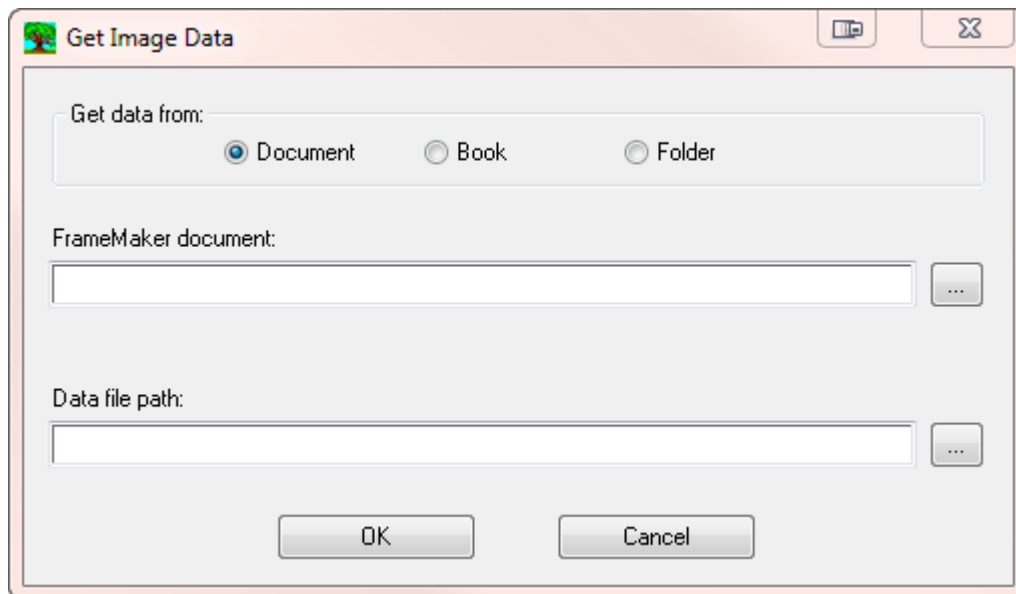 Get Image Data
Get data from:
Document Book Folder
FrameMaker document:
...
Data file path:
...
OK Cancel